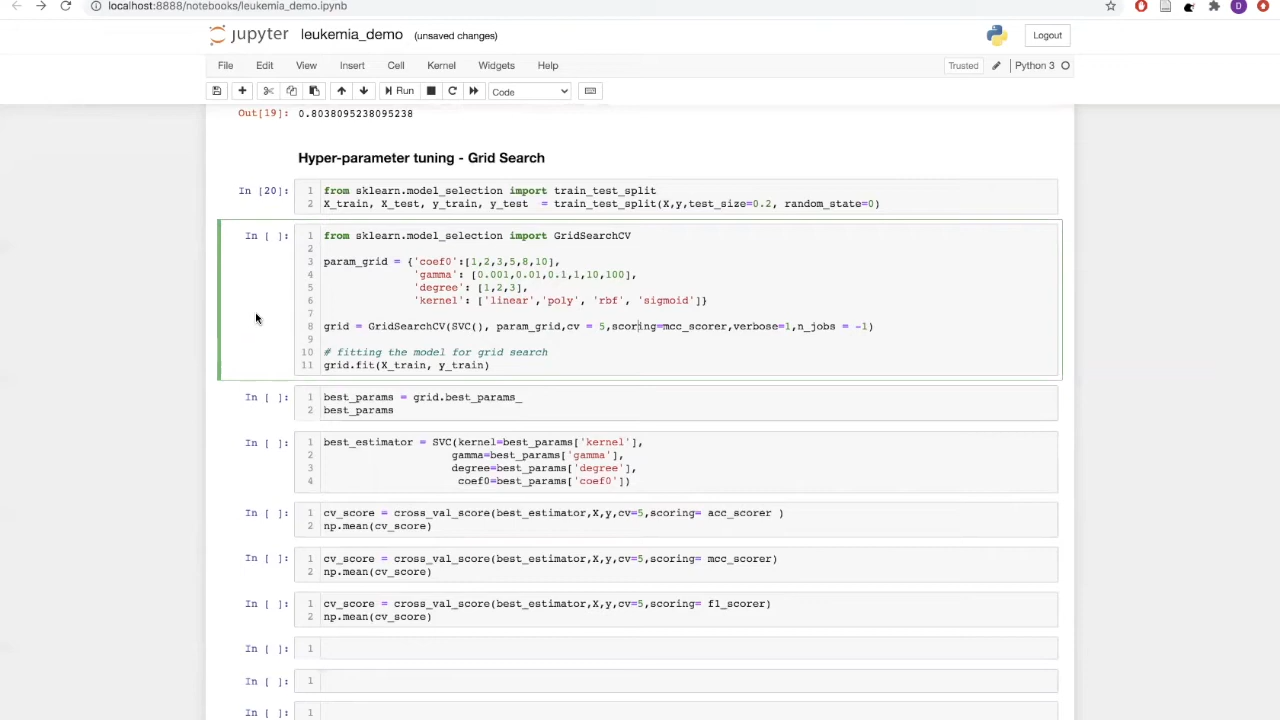 localhost:8888/notebooks/leukemia_demo.ipynb
D
jupyter leukemia_demo (unsaved changes)
Logout
File Edit View Insert Cell Kernel Widgets Help
Trusted Python 3
Run
Code
Out[19]: 0.8038095238095238
Hyper-parameter tuning - Grid Search
In [20]: 1 from sklearn.model_selection import train_test_split
2 X_train, X_test, y_train, y_test = train_test_split(X,y,test_size=0.2, random_state=0)
In [ ]: 1 from sklearn.model_selection import GridSearchCV
2
3 param_grid = {'coef0':[1,2,3,5,8,10],
4 'gamma': [0.001,0.01,0.1,1,10,100],
5 'degree': [1,2,3],
6 'kernel': ['linear','poly', 'rbf', 'sigmoid']}
7
8 grid = GridSearchCV(SVC(), param_grid,cv = 5,scoring=mcc_scorer,verbose=1,n_jobs = -1)
9
10 # fitting the model for grid search
11 grid.fit(X_train, y_train)
In [ ]: 1 best_params = grid.best_params_
2 best_params
In [ ]: 1 best_estimator = SVC(kernel=best_params['kernel'],
2 gamma=best_params['gamma'],
3 degree=best_params['degree'],
4 coef0=best_params['coef0'])
In [ ]: 1 cv_score = cross_val_score(best_estimator,X,y,cv=5,scoring= acc_scorer )
2 np.mean(cv_score)
In [ ]: 1 cv_score = cross_val_score(best_estimator,X,y,cv=5,scoring= mcc_scorer)
2 np.mean(cv_score)
In [ ]: 1 cv_score = cross_val_score(best_estimator,X,y,cv=5,scoring= f1_scorer)
2 np.mean(cv_score)
In [ ]: 1
In [ ]: 1
In [ ]: 1